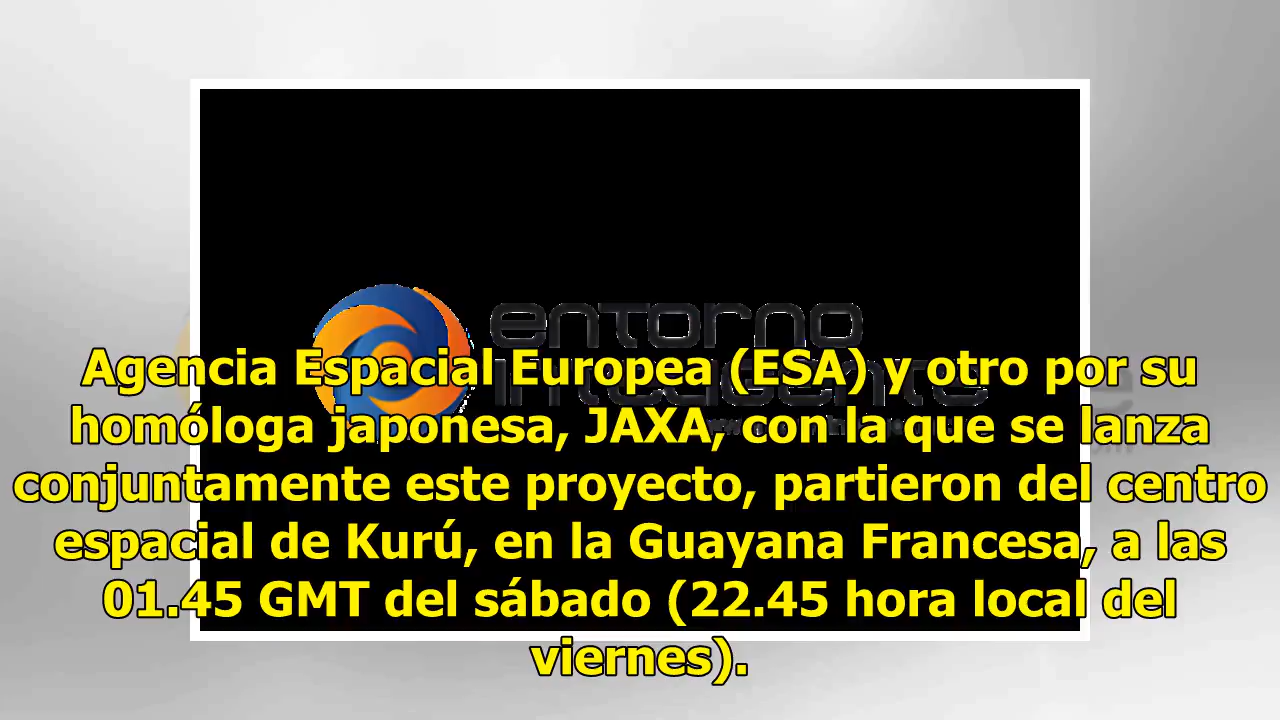 entorno
Agencia Espacial Europea (ESA) y otro por su
homóloga japonesa, JAXA, con la que se lanza
conjuntamente este proyecto, partieron del centro
espacial de Kurú, en la Guayana Francesa, a las
01.45 GMT del sábado (22.45 hora local del
viernes).